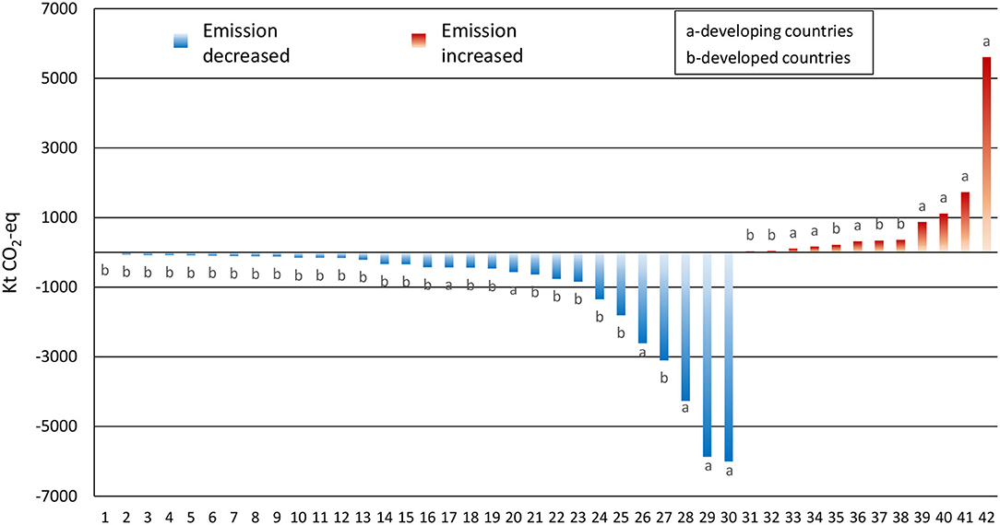 7000
5000
3000
1000
-1000
-3000
-5000
-7000
Kt CO₂-eq
Emission
decreased
Emission
increased
a-developing countries
b-developed countries
b b b b b b b b b b b b b b b b a b b a b b b b b a b a a a b b a a b a b b a a a a
1 2 3 4 5 6 7 8 9 10 11 12 13 14 15 16 17 18 19 20 21 22 23 24 25 26 27 28 29 30 31 32 33 34 35 36 37 38 39 40 41 42